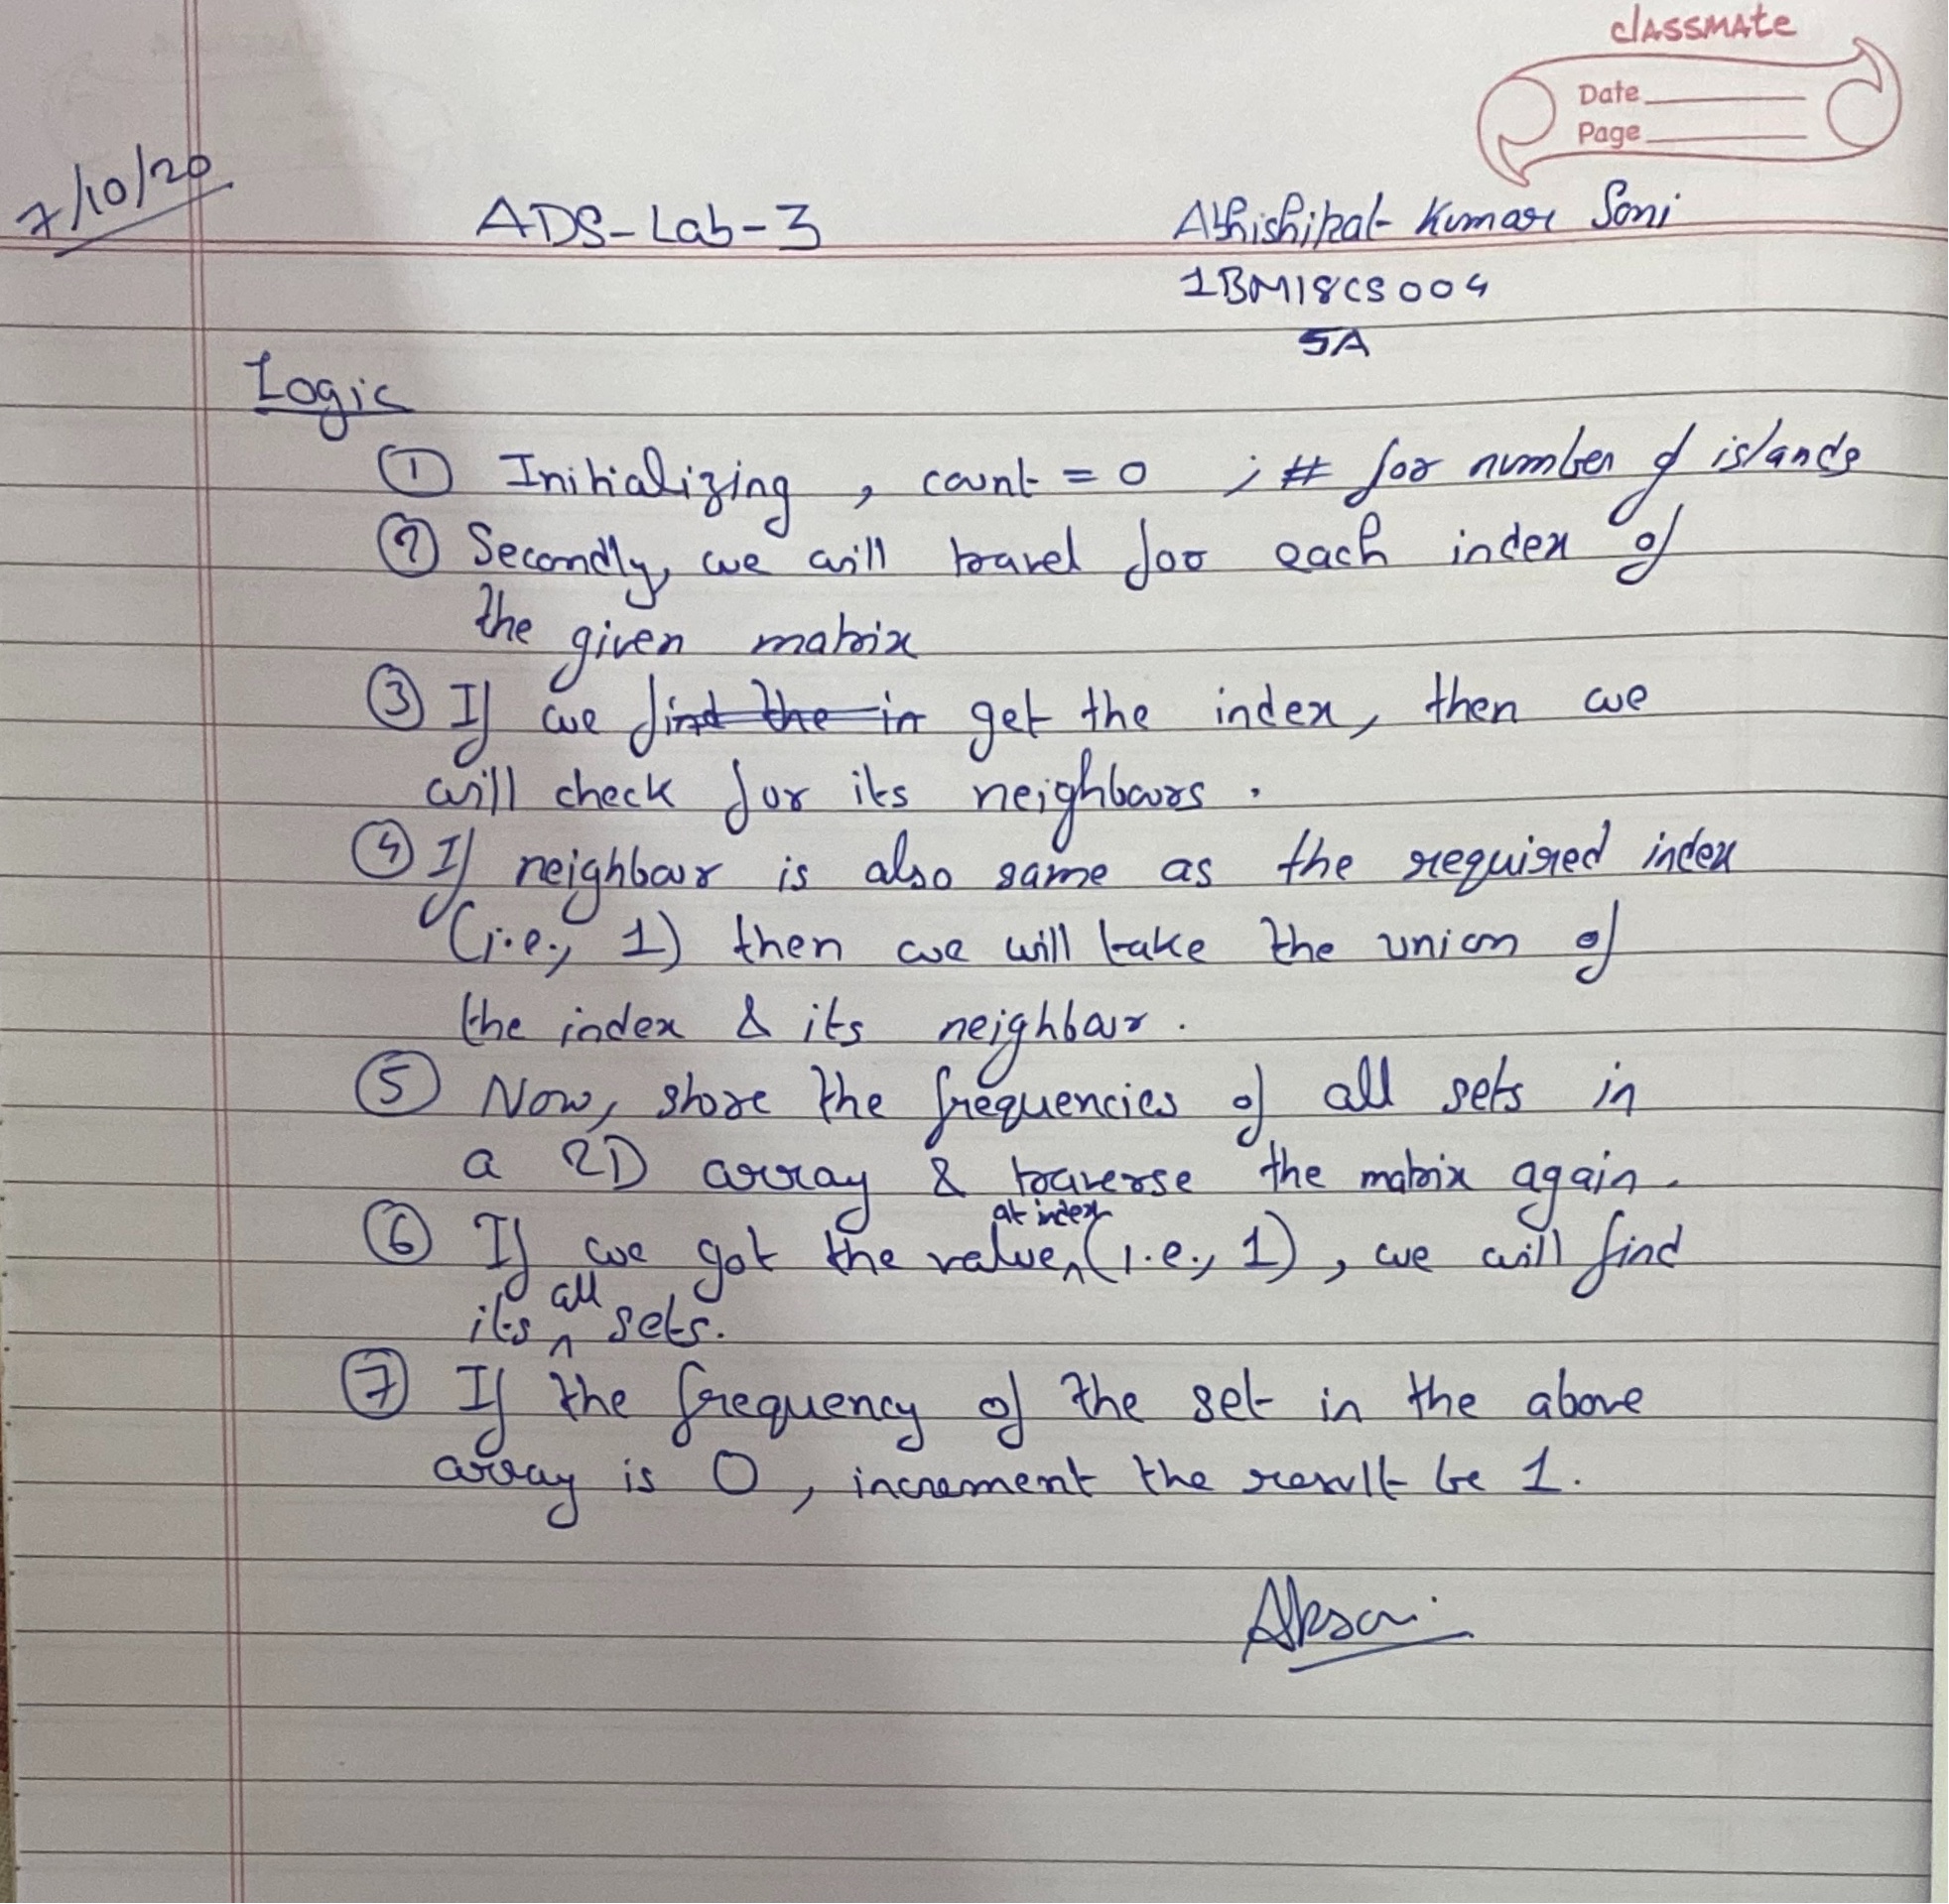 classmate
Date
Page
7/10/20
ADS-Lab-3
Kumar Soni
1BM18CS004
5A
Logic
① Initializing, count = 0 ; # for number of islands
② Secondly, we will travel for each index of
the given matrix
③ If we find the in get the index, then we
will check for its neighbours.
④ If neighbour is also same as the required index
(i.e., 1) then we will take the union of
the index & its neighbour.
⑤ Now, store the frequencies of all sets in
a 2D array & traverse the matrix again.
at index
⑥ If we got the value^(i.e., 1), we will find
all
its ^ sets.
⑦ If the frequency of the set in the above
array is 0, increment the result be 1.